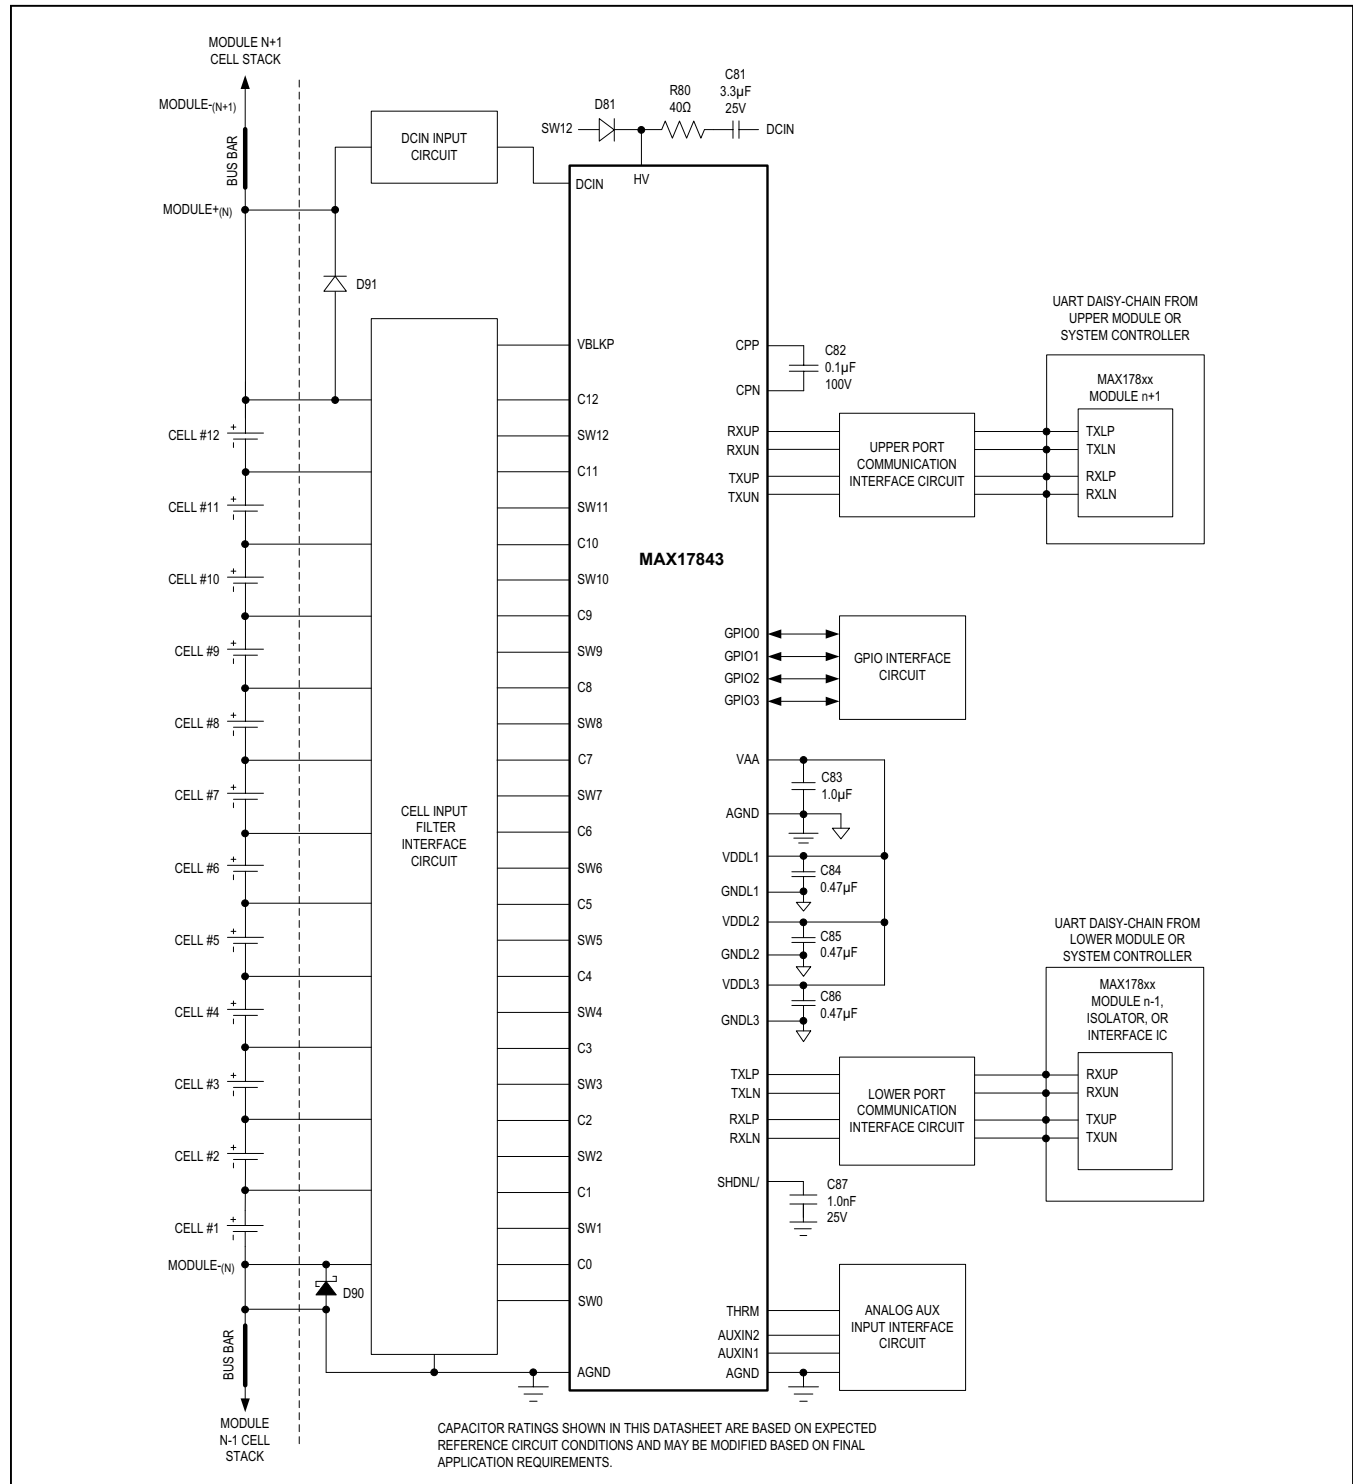 MODULE N+1
CELL STACK
MODULE-(N+1)
BUS BAR
MODULE+(N)
DCIN INPUT
CIRCUIT
SW12
D81
R80
40Ω
C81
3.3µF
25V
DCIN
HV
DCIN
D91
VBLKP
C12
SW12
C11
SW11
C10
SW10
C9
SW9
C8
SW8
C7
SW7
C6
SW6
C5
SW5
C4
SW4
C3
SW3
C2
SW2
C1
SW1
C0
SW0
AGND
CELL #12
+
-
CELL #11
+
-
CELL #10
+
-
CELL #9
+
-
CELL #8
+
-
CELL #7
+
-
CELL #6
+
-
CELL #5
+
-
CELL #4
+
-
CELL #3
+
-
CELL #2
+
-
CELL #1
+
-
MODULE-(N)
D90
BUS BAR
MODULE
N-1 CELL
STACK
CELL INPUT
FILTER
INTERFACE
CIRCUIT
MAX17843
CPP
CPN
C82
0.1µF
100V
RXUP
RXUN
TXUP
TXUN
UPPER PORT
COMMUNICATION
INTERFACE CIRCUIT
UART DAISY-CHAIN FROM
UPPER MODULE OR
SYSTEM CONTROLLER
MAX178xx
MODULE n+1
TXLP
TXLN
RXLP
RXLN
GPIO0
GPIO1
GPIO2
GPIO3
GPIO INTERFACE
CIRCUIT
VAA
C83
1.0µF
AGND
VDDL1
C84
0.47µF
GNDL1
VDDL2
C85
0.47µF
GNDL2
VDDL3
C86
0.47µF
GNDL3
TXLP
TXLN
RXLP
RXLN
LOWER PORT
COMMUNICATION
INTERFACE CIRCUIT
UART DAISY-CHAIN FROM
LOWER MODULE OR
SYSTEM CONTROLLER
MAX178xx
MODULE n-1,
ISOLATOR, OR
INTERFACE IC
RXUP
RXUN
TXUP
TXUN
SHDNL/
C87
1.0nF
25V
THRM
AUXIN2
AUXIN1
AGND
ANALOG AUX
INPUT INTERFACE
CIRCUIT
CAPACITOR RATINGS SHOWN IN THIS DATASHEET ARE BASED ON EXPECTED
REFERENCE CIRCUIT CONDITIONS AND MAY BE MODIFIED BASED ON FINAL
APPLICATION REQUIREMENTS.